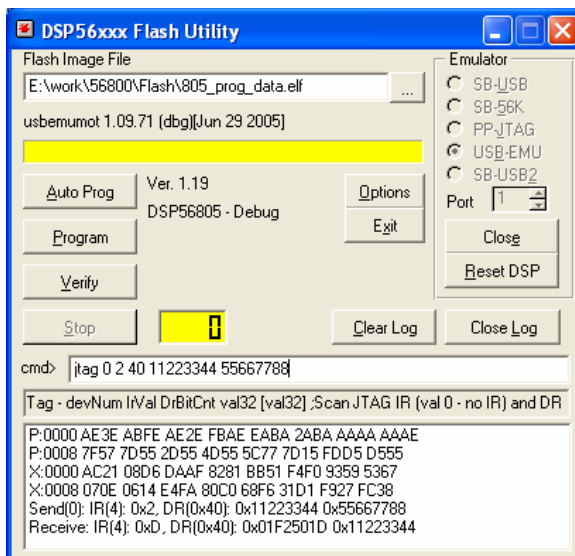 DSP56xxx Flash Utility
Flash Image File
E:\work\56800\Flash\805_prog_data.elf
...
usbemumot 1.09.71 (dbg)[Jun 29 2005]
Auto Prog
Ver. 1.19
DSP56805 - Debug
Options
Exit
Program
Verify
Stop
0
Clear Log
Close Log
Emulator
SB-USB
SB-56K
PP-JTAG
USB-EMU
SB-USB2
Port 1
Close
Reset DSP
cmd> jtag 0 2 40 11223344 55667788
Tag - devNum IrVal DrBitCnt val32 [val32] ;Scan JTAG IR (val 0 - no IR) and DR
P:0000 AE3E ABFE AE2E FBAE EABA 2ABA AAAA AAAE
P:0008 7F57 7D55 2D55 4D55 5C77 7D15 FDD5 D555
X:0000 AC21 08D6 DAAF 8281 BB51 F4F0 9359 5367
X:0008 070E 0614 E4FA 80C0 68F6 31D1 F927 FC38
Send(0): IR(4): 0x2, DR(0x40): 0x11223344 0x55667788
Receive: IR(4): 0xD, DR(0x40): 0x01F2501D 0x11223344